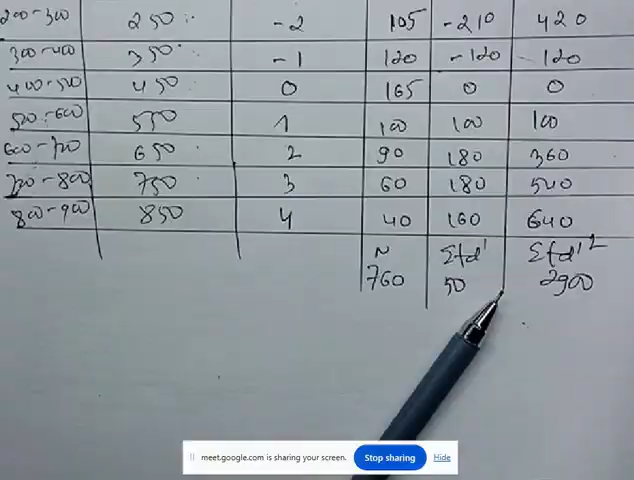 200-300 250 -2 105 -210 420
300-400 350 -1 120 -120 -120
400-500 450 0 165 0 0
500-600 550 1 100 100 100
600-700 650 2 90 180 360
700-800 750 3 60 180 540
800-900 850 4 40 160 640
N Σfd' Σfd'2
760 50 2900
meet.google.com is sharing your screen. Stop sharing Hide